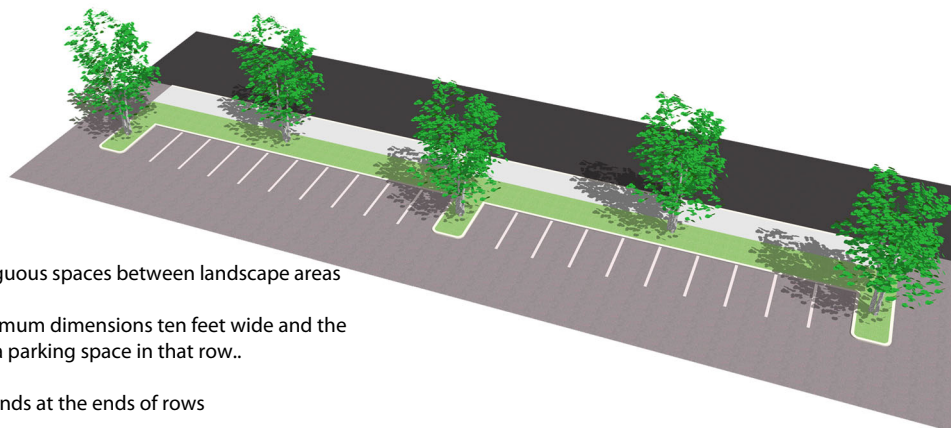 guous spaces between landscape areas
mum dimensions ten feet wide and the
parking space in that row..
nds at the ends of rows